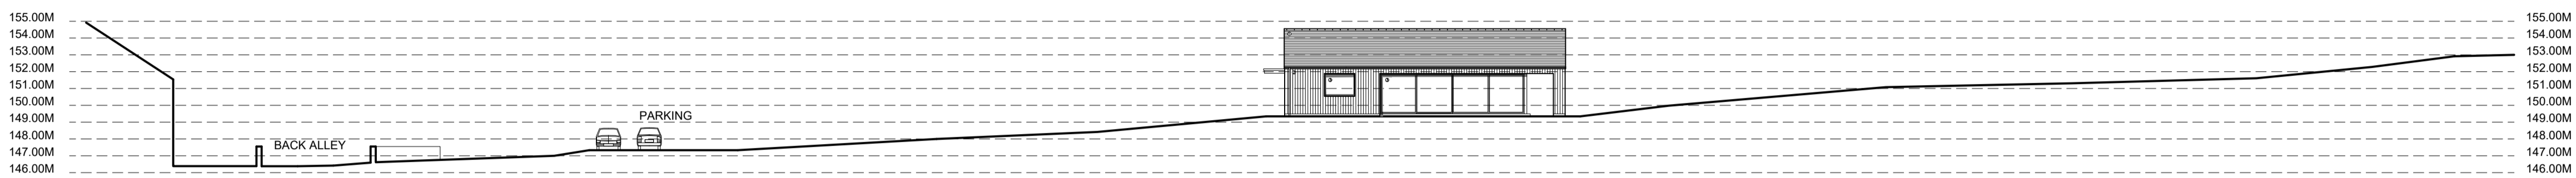 155.00M 155.00M
154.00M 154.00M
153.00M 153.00M
152.00M 152.00M
151.00M 151.00M
150.00M 150.00M
PARKING
149.00M 149.00M
148.00M 148.00M
BACK ALLEY
147.00M 147.00M
146.00M 146.00M